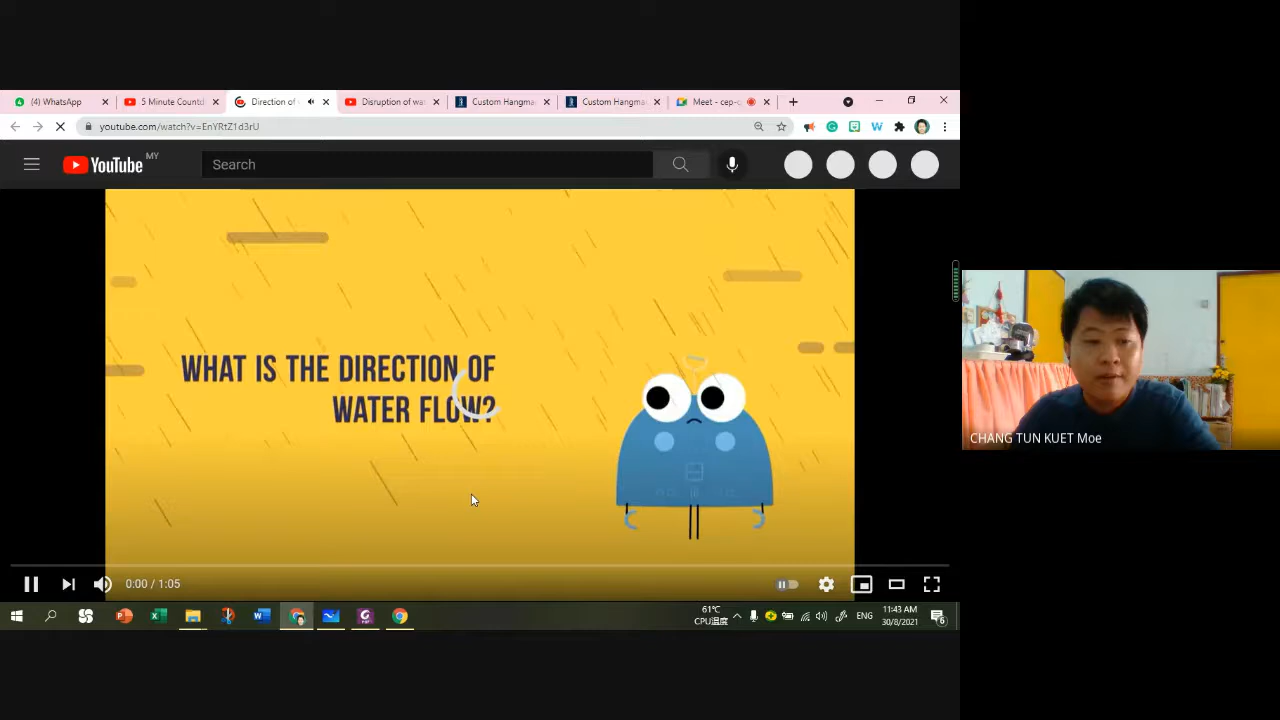 (4) WhatsApp
5 Minute Countd
Direction of
Disruption of wa
Custom Hangma
Custom Hangma
Meet - cep-
youtube.com/watch?v=EnYRtZ1d3rU
YouTube MY
Search
WHAT IS THE DIRECTION OF
WATER FLOW?
CHANG TUN KUET Moe
0:00 / 1:05
61℃
CPU温度
ENG
11:43 AM
30/8/2021
6